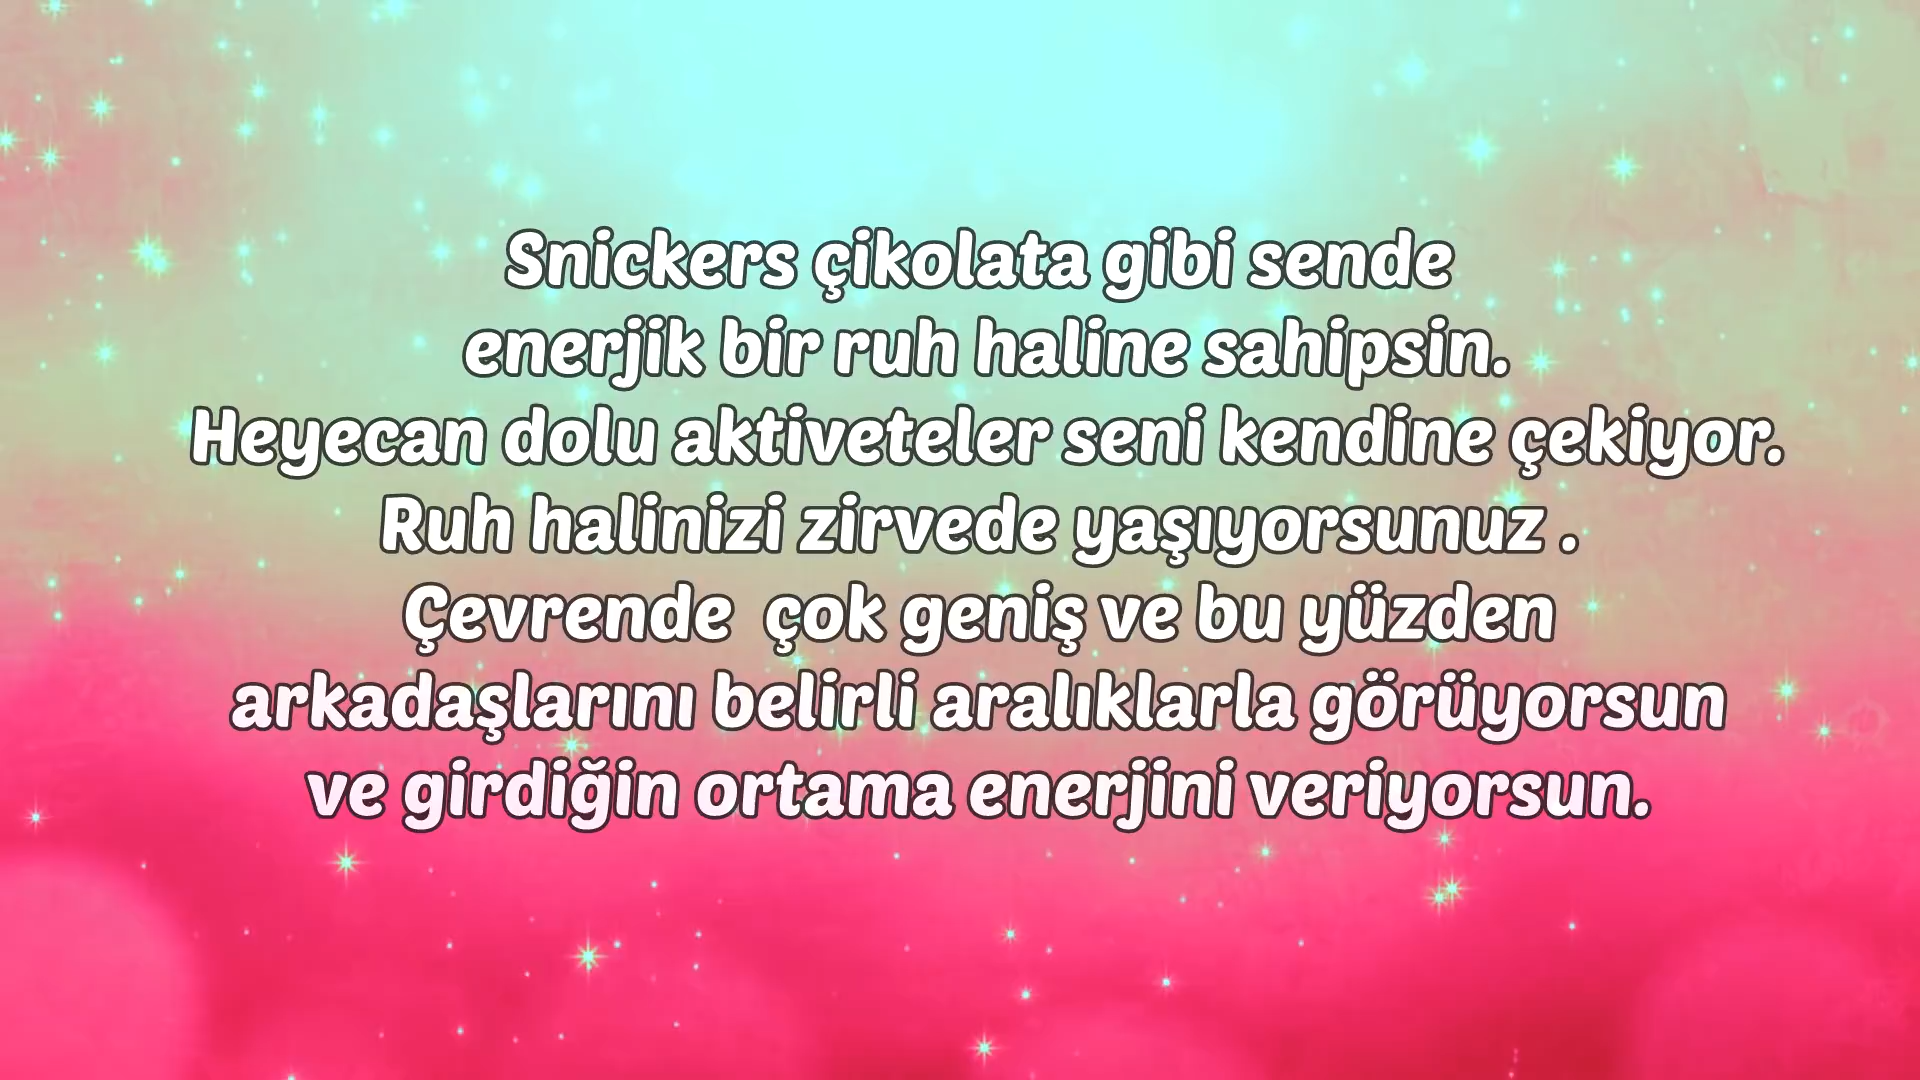 Snickers çikolata gibi sende
enerjik bir ruh haline sahipsin.
Heyecan dolu aktiveteler seni kendine çekiyor.
Ruh halinizi zirvede yaşıyorsunuz .
Çevrende  çok geniş ve bu yüzden
arkadaşlarını belirli aralıklarla görüyorsun
ve girdiğin ortama enerjini veriyorsun.